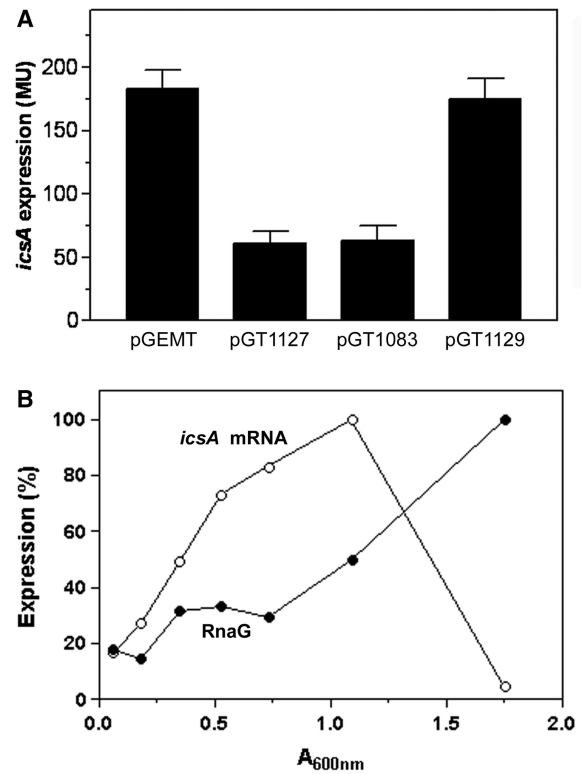 A
icsA expression (MU)
200
150
100
50
0
pGEMT pGT1127 pGT1083 pGT1129
B
Expression (%)
100
80
60
40
20
0
icsA mRNA
RnaG
0.0 0.5 1.0 1.5 2.0
A600nm